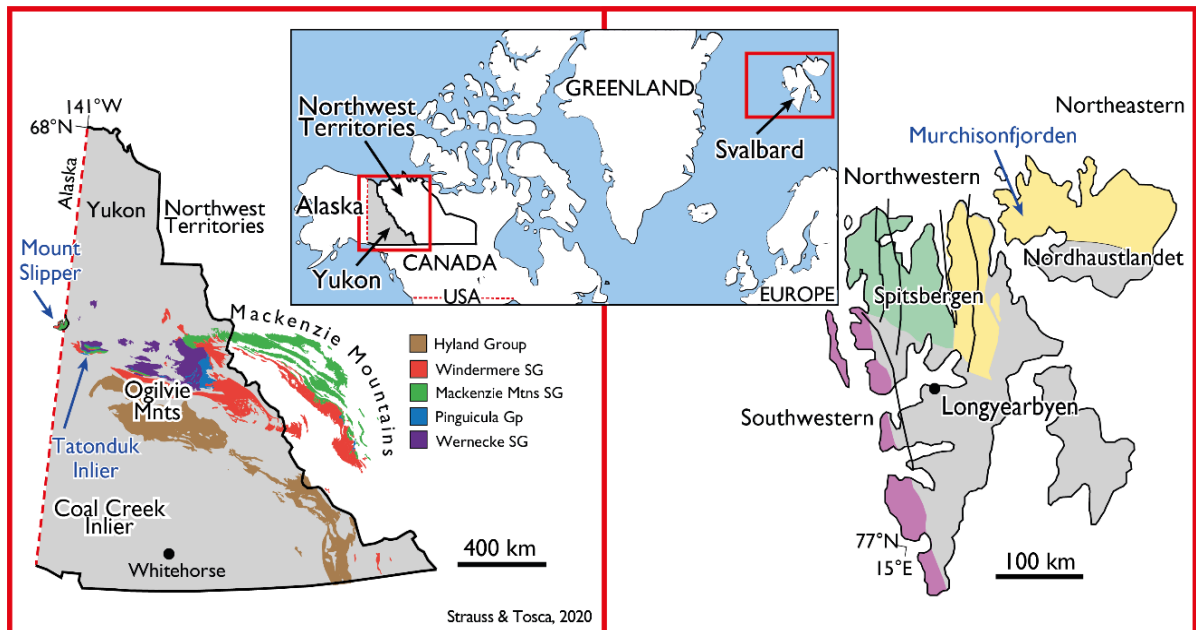 141°W
68°N
Alaska
Yukon
Northwest
Territories
Mount
Slipper
Mackenzie Mountains
Ogilvie
Mnts
Tatonduk
Inlier
Coal Creek
Inlier
Whitehorse
Hyland Group
Windermere SG
Mackenzie Mtns SG
Pinguicula Gp
Wernecke SG
400 km
Strauss & Tosca, 2020
GREENLAND
Northwest
Territories
Svalbard
Alaska
Yukon
CANADA
USA
EUROPE
Northeastern
Murchisonfjorden
Northwestern
Nordhaustlandet
Spitsbergen
Southwestern
Longyearbyen
77°N
15°E
100 km